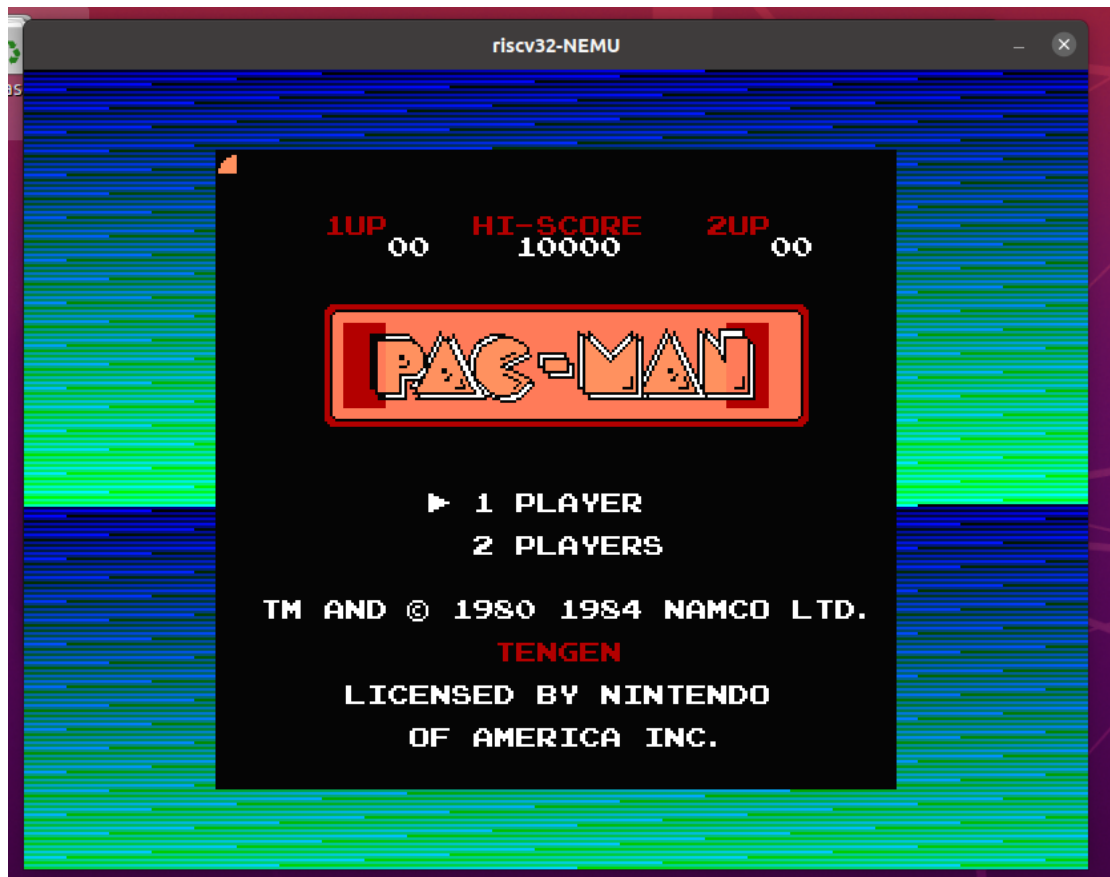 riscv32-NEMU
as
1UP HI-SCORE 2UP
00 10000 00
PAC-MAN
1 PLAYER
2 PLAYERS
TM AND © 1980 1984 NAMCO LTD.
TENGEN
LICENSED BY NINTENDO
OF AMERICA INC.